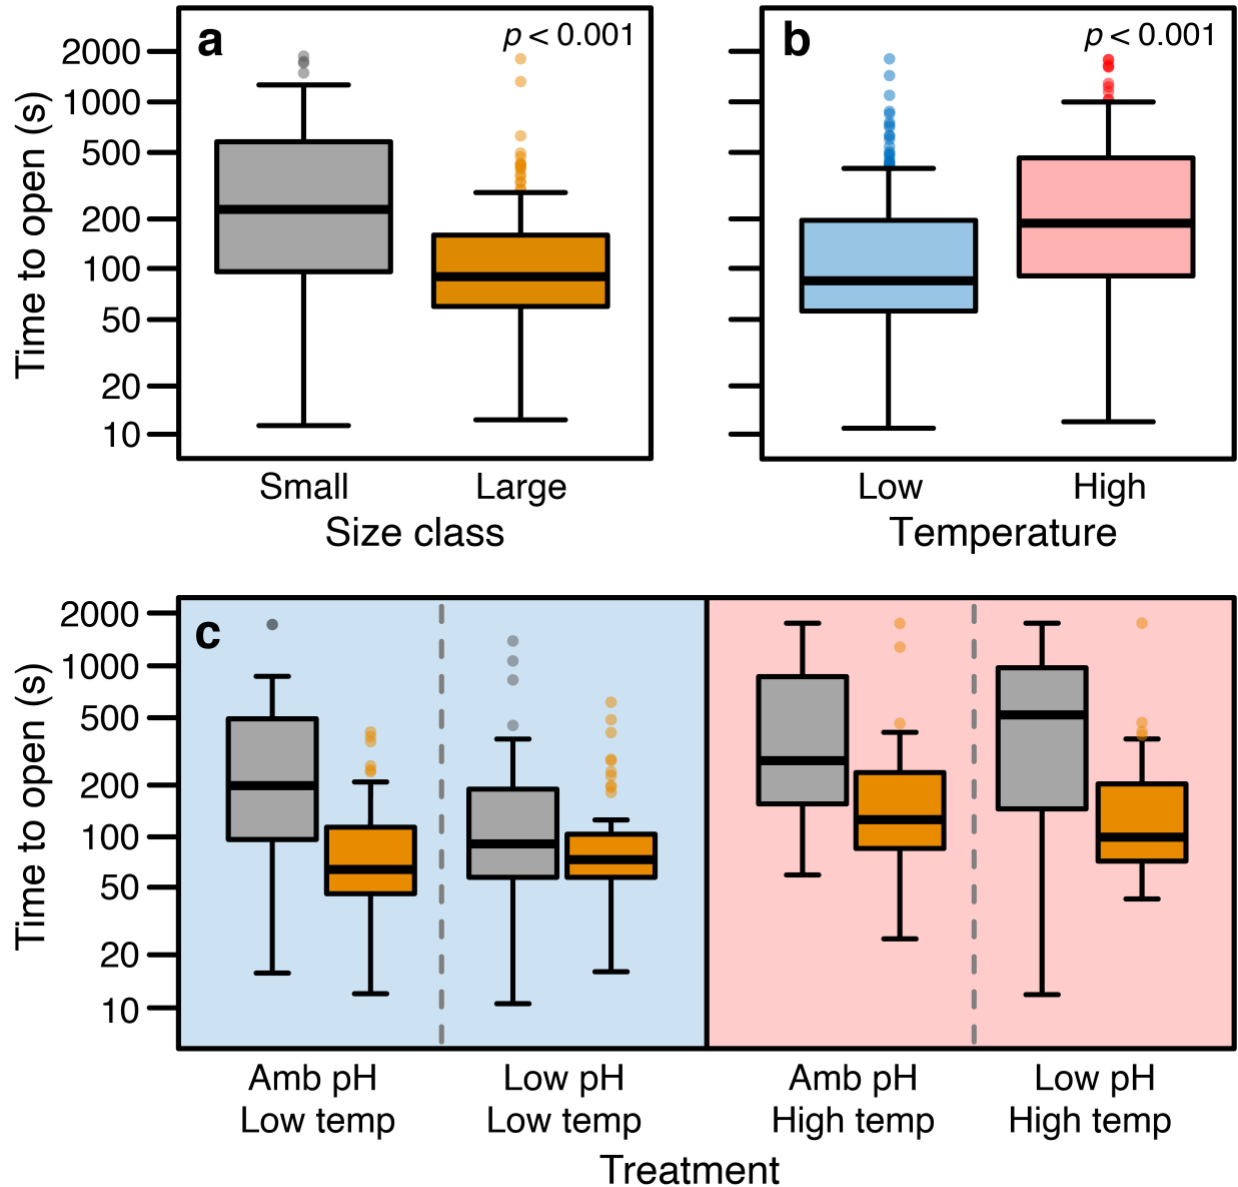 a
p < 0.001
2000
1000
500
200
100
50
20
10
Time to open (s)
Small
Large
Size class
b
p < 0.001
Low
High
Temperature
c
2000
1000
500
200
100
50
20
10
Time to open (s)
Amb pH
Low temp
Low pH
Low temp
Amb pH
High temp
Low pH
High temp
Treatment